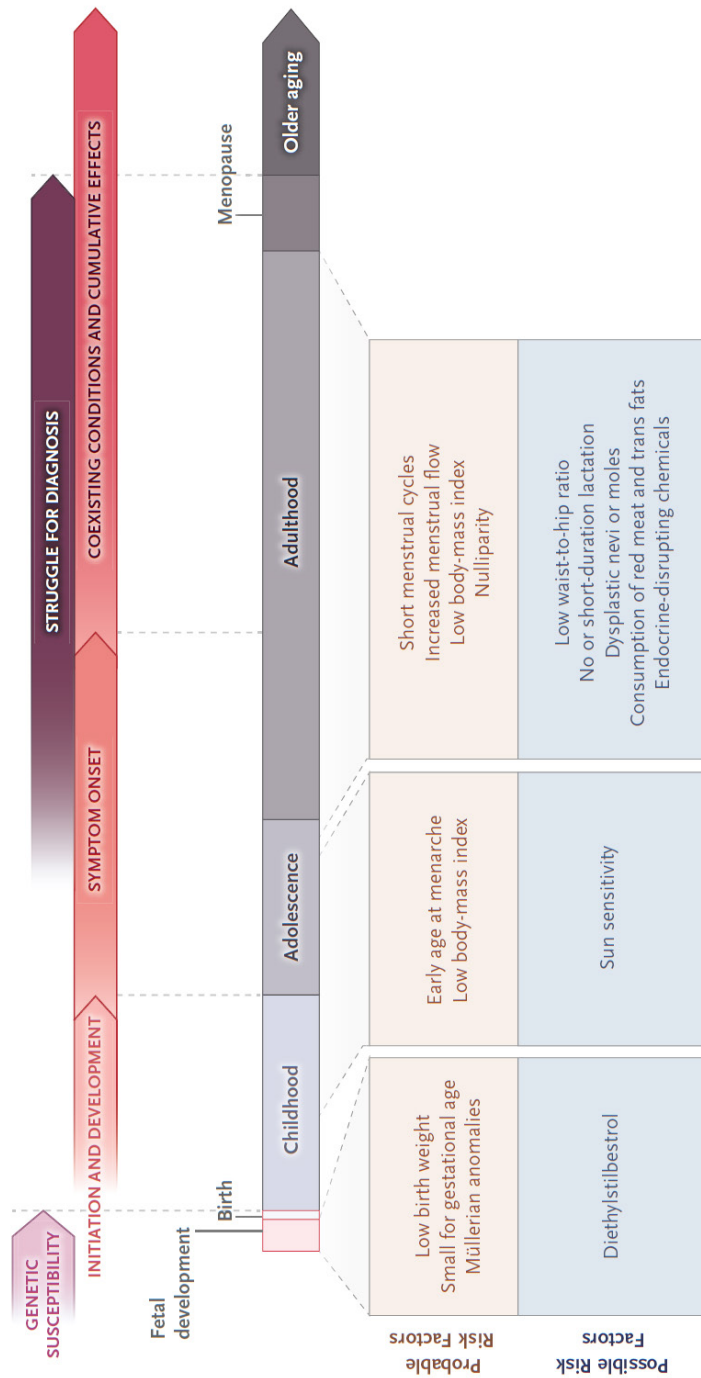 GENETIC
SUSCEPTIBILITY
STRUGGLE FOR DIAGNOSIS
INITIATION AND DEVELOPMENT
SYMPTOM ONSET
COEXISTING CONDITIONS AND CUMULATIVE EFFECTS
Fetal
development
Birth
Menopause
Childhood
Adolescence
Adulthood
Older aging
Probable
Risk Factors
Low birth weight
Small for gestational age
Müllerian anomalies
Early age at menarche
Low body-mass index
Short menstrual cycles
Increased menstrual flow
Low body-mass index
Nulliparity
Possible Risk
Factors
Diethylstilbestrol
Sun sensitivity
Low waist-to-hip ratio
No or short-duration lactation
Dysplastic nevi or moles
Consumption of red meat and trans fats
Endocrine-disrupting chemicals